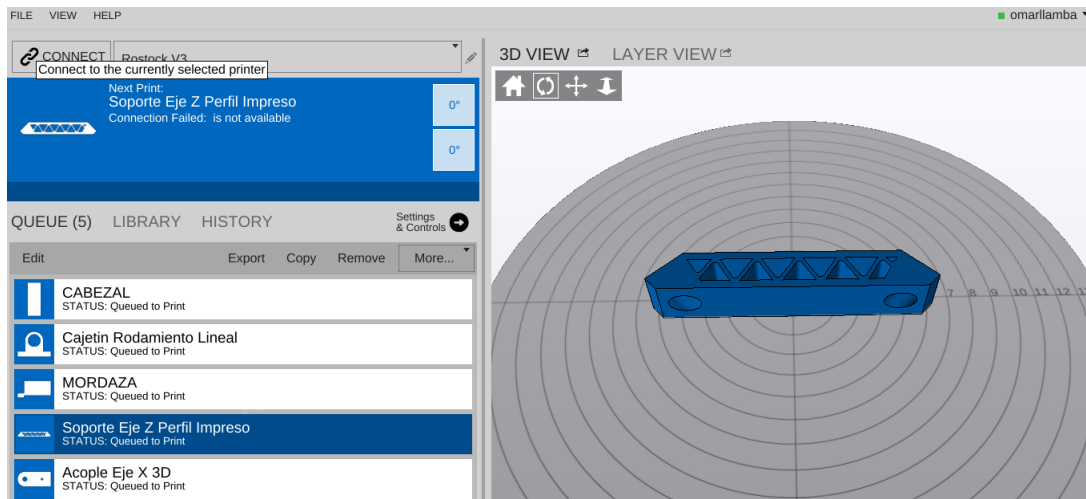 FILE VIEW HELP
omarllamba
CONNECT
Rostock V3
Connect to the currently selected printer
Next Print:
Soporte Eje Z Perfil Impreso
Connection Failed: is not available
0°
0°
QUEUE (5) LIBRARY HISTORY
Settings
& Controls
Edit Export Copy Remove More...
CABEZAL
STATUS: Queued to Print
Cajetin Rodamiento Lineal
STATUS: Queued to Print
MORDAZA
STATUS: Queued to Print
Soporte Eje Z Perfil Impreso
STATUS: Queued to Print
Acople Eje X 3D
STATUS: Queued to Print
3D VIEW LAYER VIEW
7 8 9 10 11 12